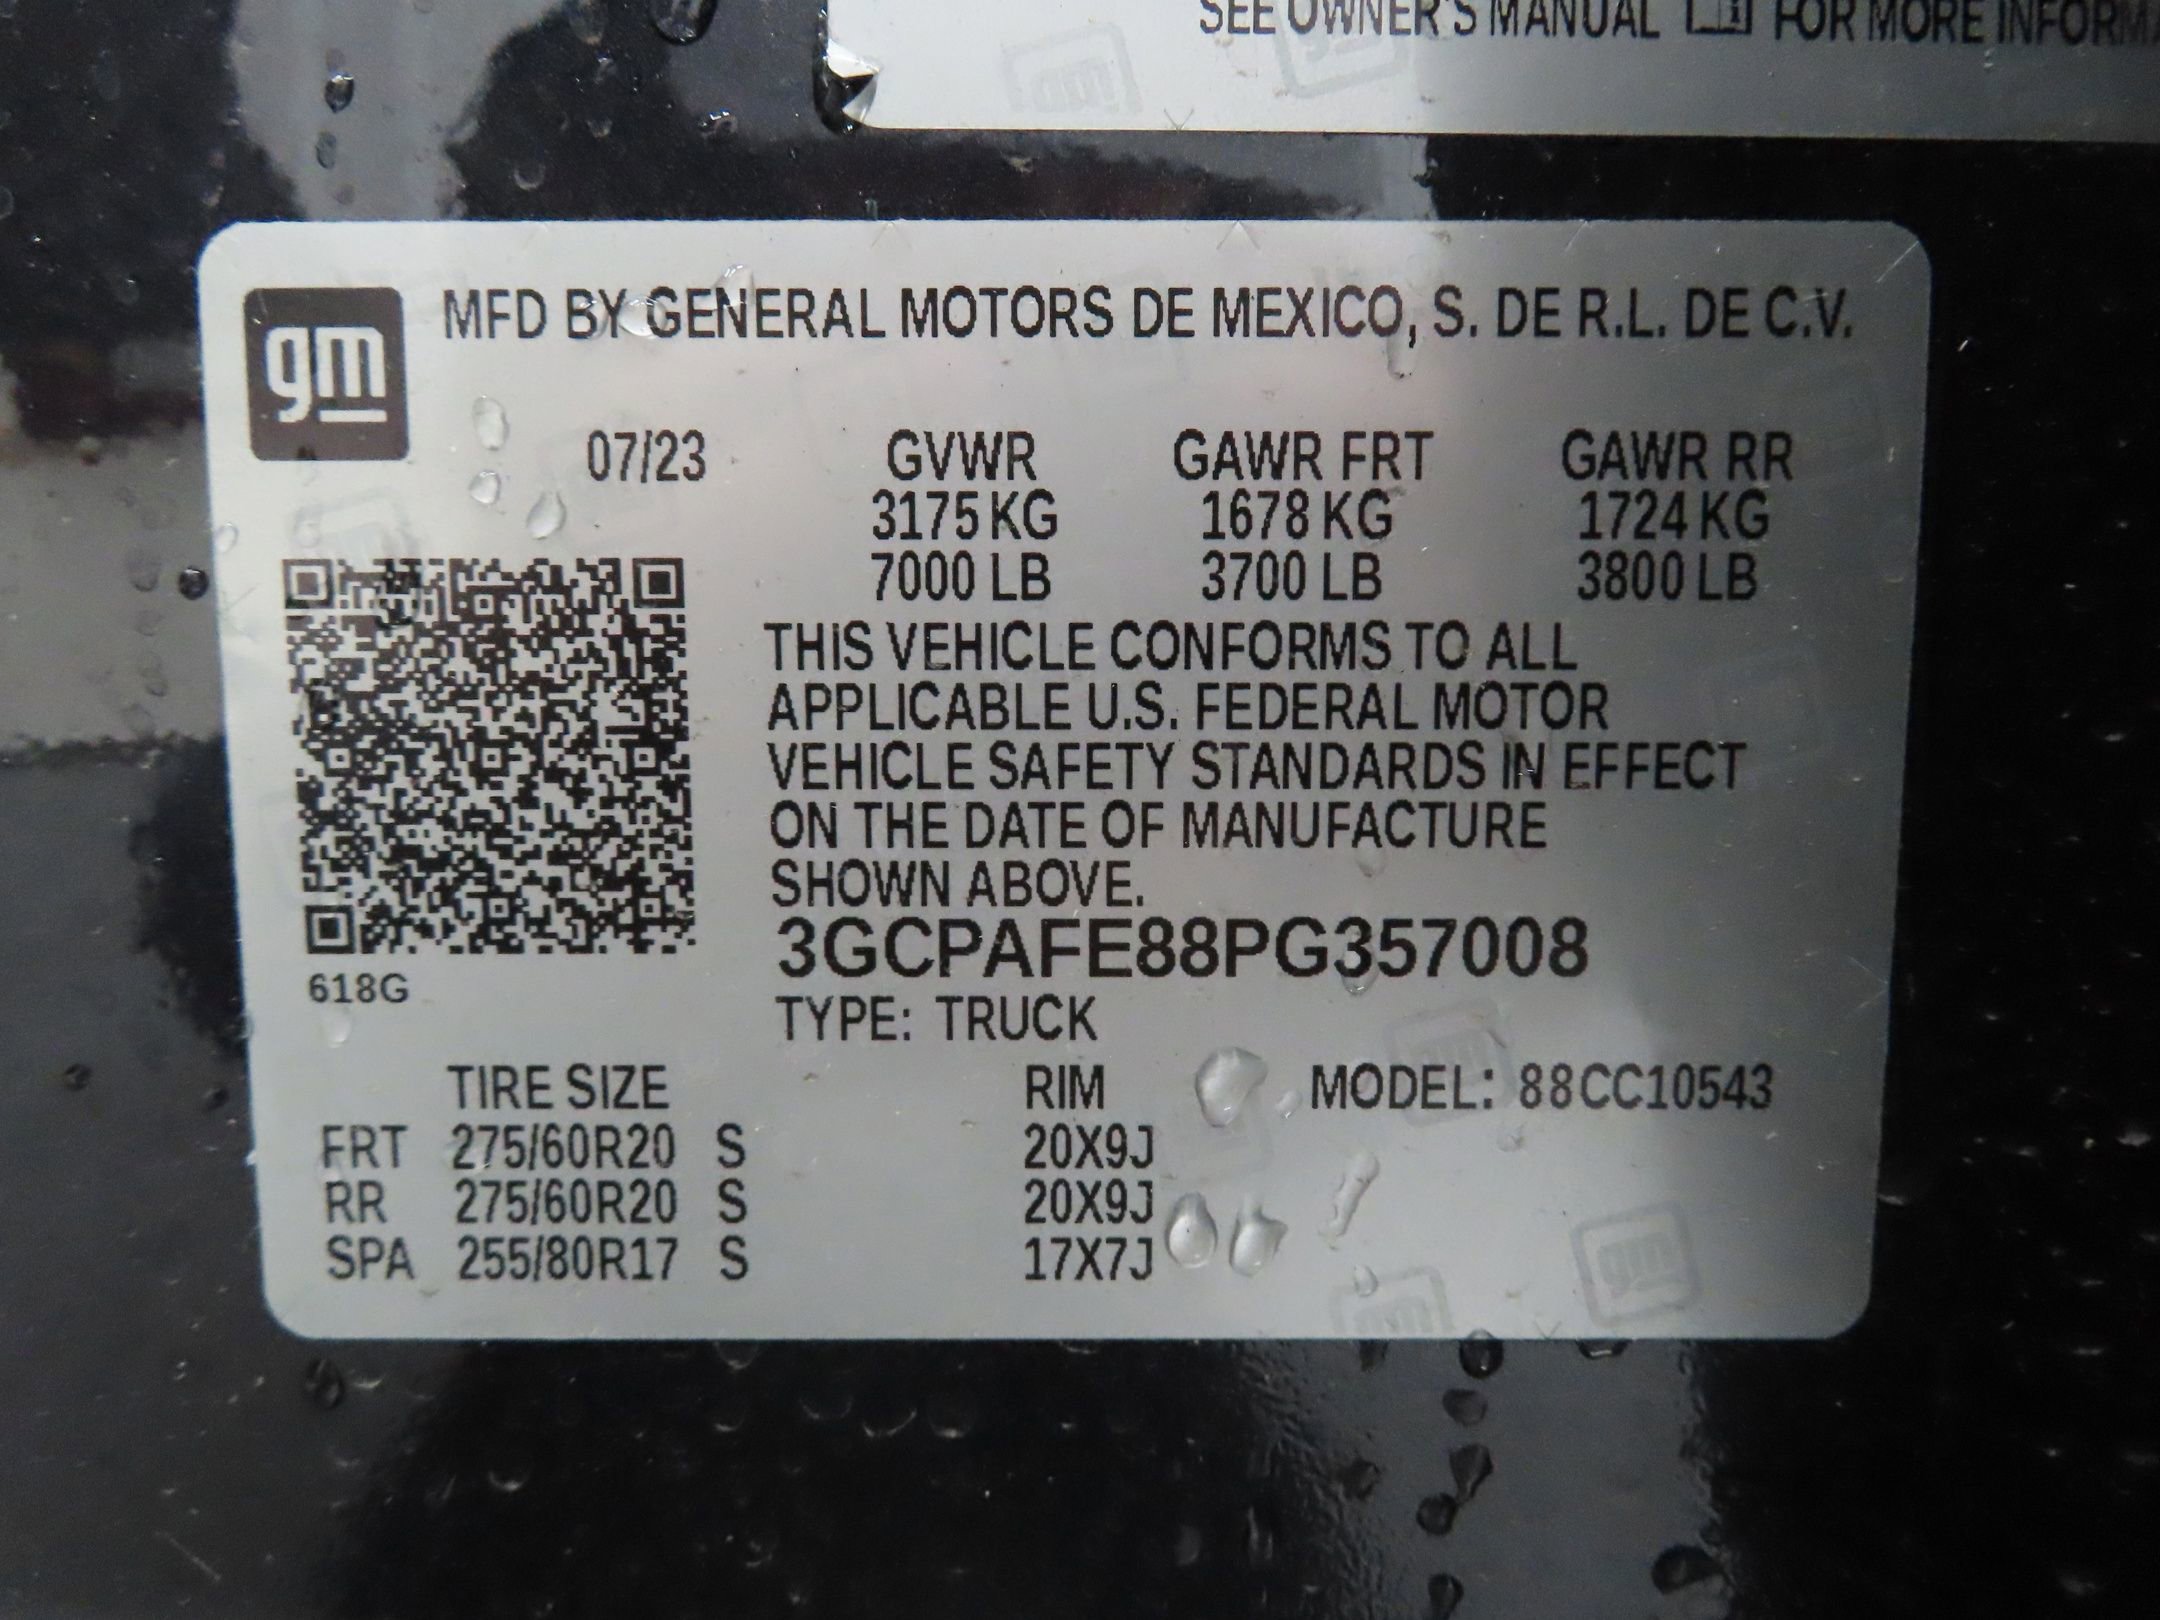 SEE OWNER'S MANUAL FOR MORE
gm
MFD BY GENERAL MOTORS DE MEXICO, S. DE R.L. DE C.V.
07/23 GVWR GAWR FRT GAWR RR
3175 KG 1678 KG 1724 KG
7000 LB 3700 LB 3800 LB
THIS VEHICLE CONFORMS TO ALL
APPLICABLE U.S. FEDERAL MOTOR
VEHICLE SAFETY STANDARDS IN EFFECT
ON THE DATE OF MANUFACTURE
SHOWN ABOVE.
3GCPAFE88PG357008
618G
TYPE: TRUCK
TIRE SIZE RIM MODEL: 88CC10543
FRT 275/60R20 S 20X9J
RR 275/60R20 S 20X9J
SPA 255/80R17 S 17X7J